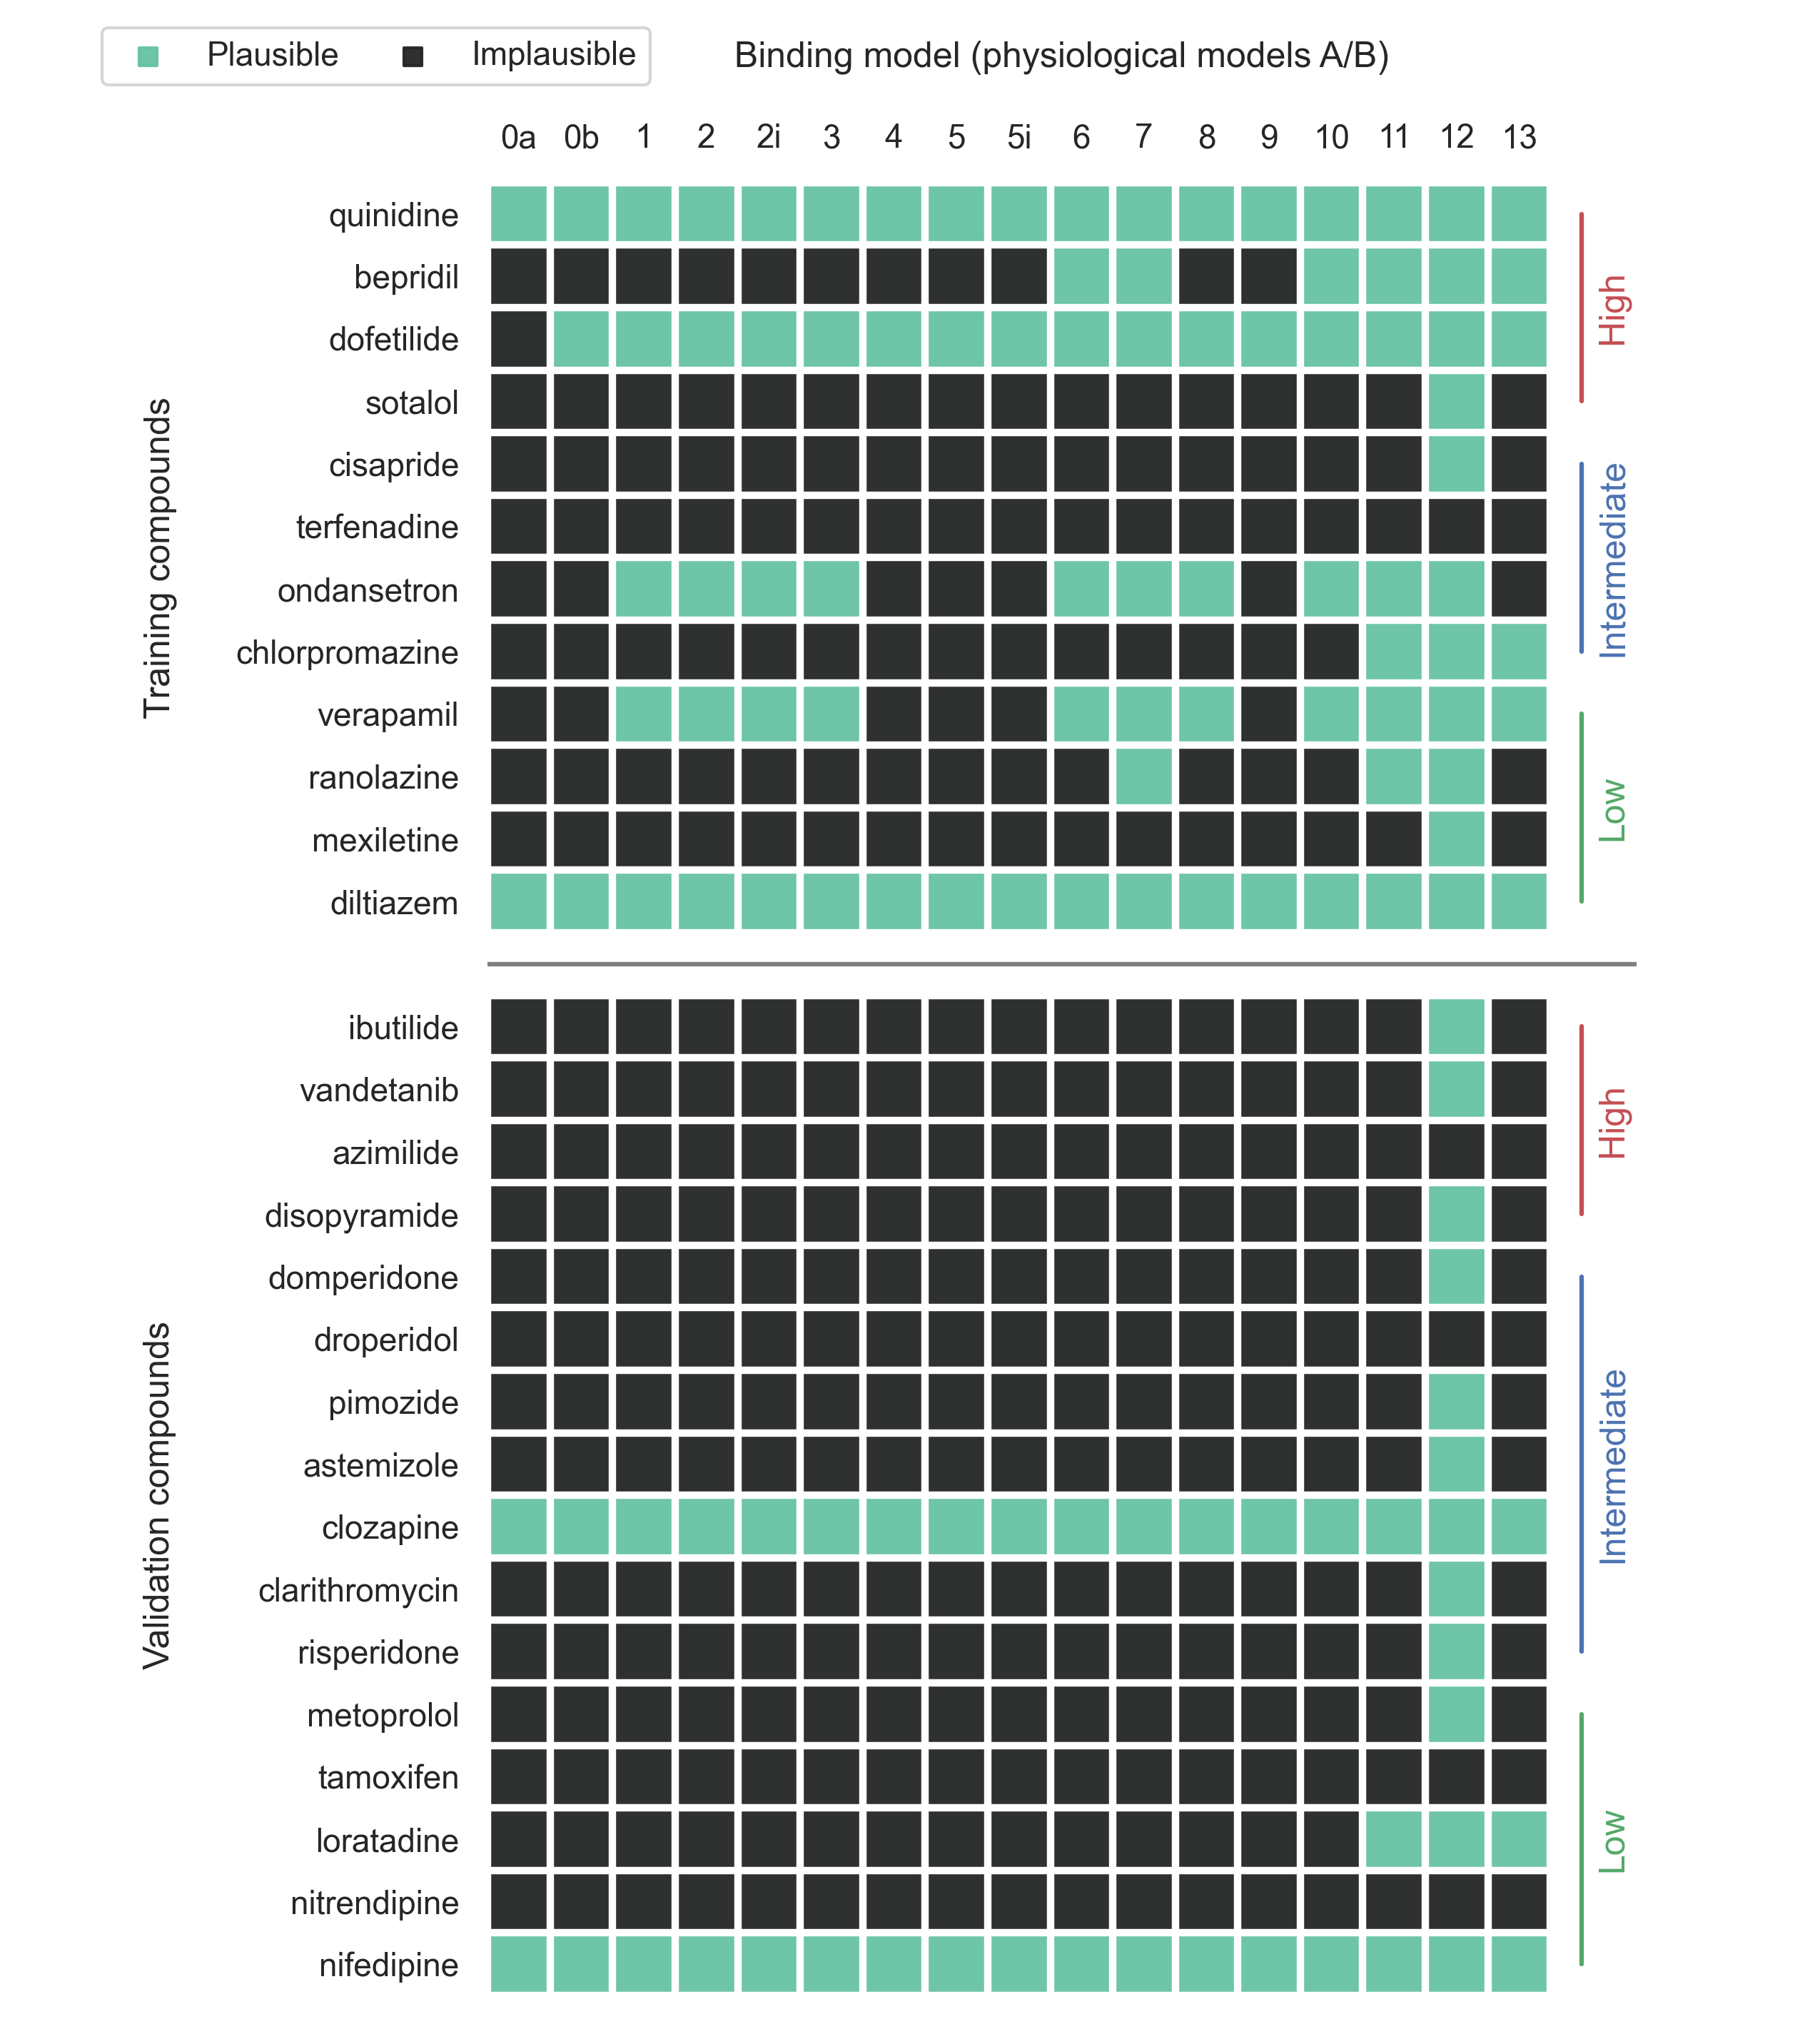 Plausible
Implausible
Binding model (physiological models A/B)
0a 0b 1 2 2i 3 4 5 5i 6 7 8 9 10 11 12 13
Training compounds
quinidine
bepridil
dofetilide
sotalol
cisapride
terfenadine
ondansetron
chlorpromazine
verapamil
ranolazine
mexiletine
diltiazem
High
Intermediate
Low
Validation compounds
ibutilide
vandetanib
azimilide
disopyramide
domperidone
droperidol
pimozide
astemizole
clozapine
clarithromycin
risperidone
metoprolol
tamoxifen
loratadine
nitrendipine
nifedipine
High
Intermediate
Low